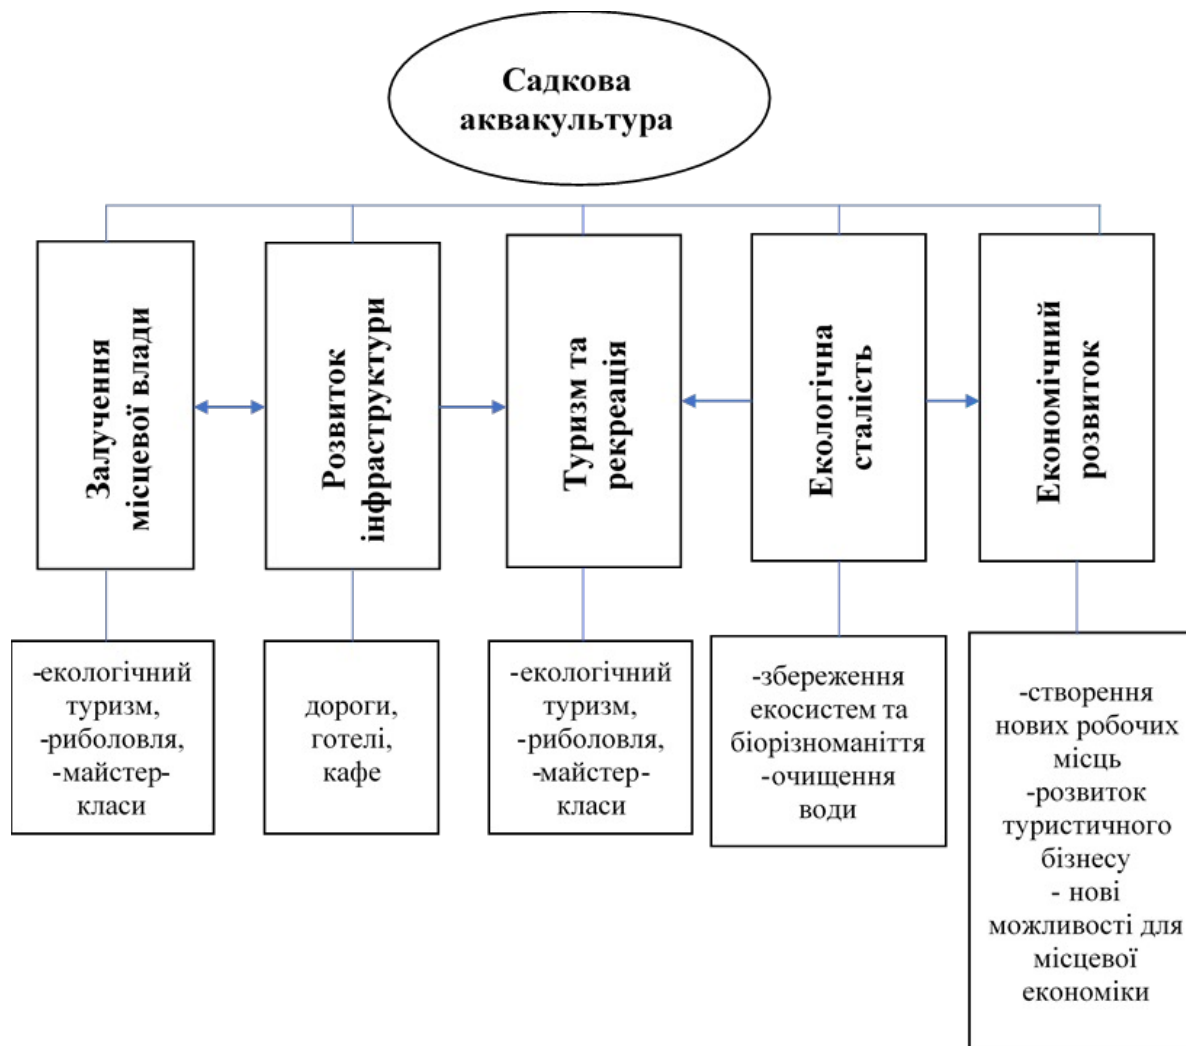 Садкова
аквакультура
Залучення
місцевої влади
Розвиток
інфраструктури
Туризм та
рекреація
Екологічна
сталість
Економічний
розвиток
-екологічний
туризм,
-риболовля,
-майстер-
класи
дороги,
готелі,
кафе
-екологічний
туризм,
-риболовля,
-майстер-
класи
-збереження
екосистем та
біорізноманіття
-очищення
води
-створення
нових робочих
місць
-розвиток
туристичного
бізнесу
- нові
можливості для
місцевої
економіки